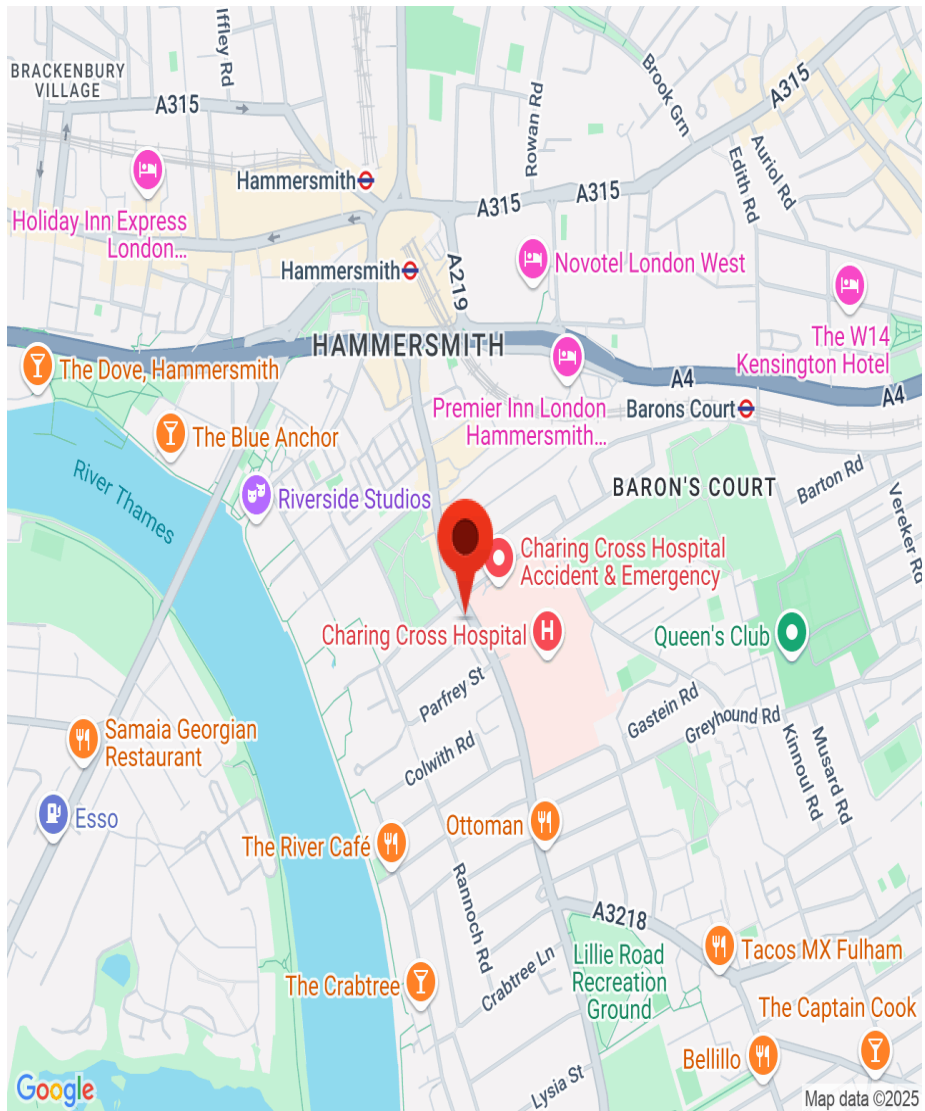 Iffley Rd
BRACKENBURY
VILLAGE
A315
Brook Grn
A315
Rowan Rd
Hammersmith
Auriol Rd
Edith Rd
A315
A315
Holiday Inn Express
London...
Hammersmith
A219
Novotel London West
HAMMERSMITH
The W14
Kensington Hotel
The Dove, Hammersmith
A4
A4
Premier Inn London
Hammersmith...
Barons Court
The Blue Anchor
River Thames
Riverside Studios
BARON'S COURT
Barton Rd
Vereker Rd
Charing Cross Hospital
Accident & Emergency
Charing Cross Hospital
H
Queen's Club
Parfrey St
Gastein Rd
Greyhound Rd
Samaia Georgian
Restaurant
Colwith Rd
Kinnoul Rd
Musard Rd
Esso
Ottoman
The River Café
Rannoch Rd
A3218
Tacos MX Fulham
Lillie Road
Recreation
Ground
Crabtree Ln
The Crabtree
The Captain Cook
Bellillo
Lysia St
Google
Map data ©2025